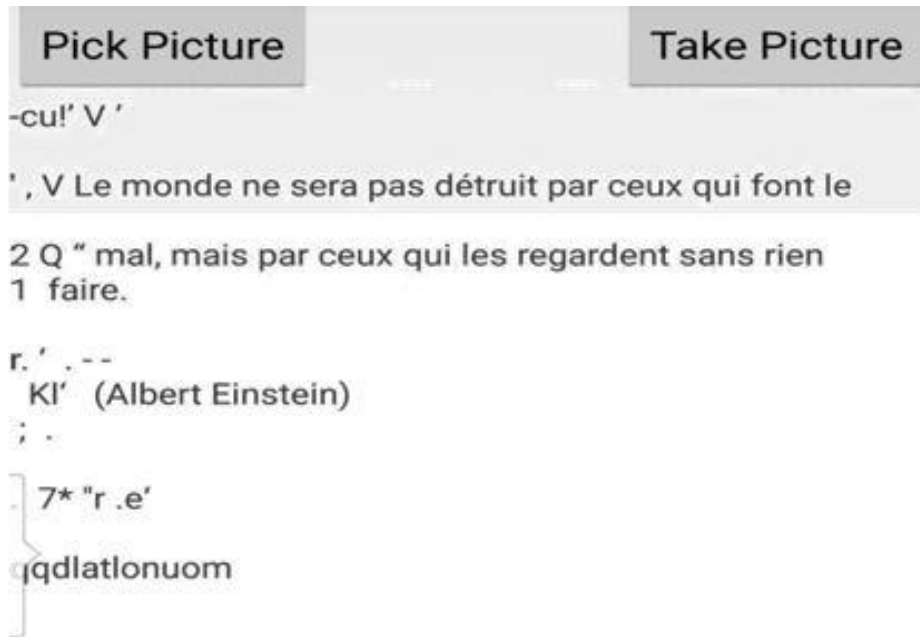 Pick Picture Take Picture
-cu!’ V ‘
' , V Le monde ne sera pas détruit par ceux qui font le
2 Q “ mal, mais par ceux qui les regardent sans rien
1 faire.
r. ‘ . --
Kl‘ (Albert Einstein)
; .
. 7* "r .e‘
qqdlatlonuom